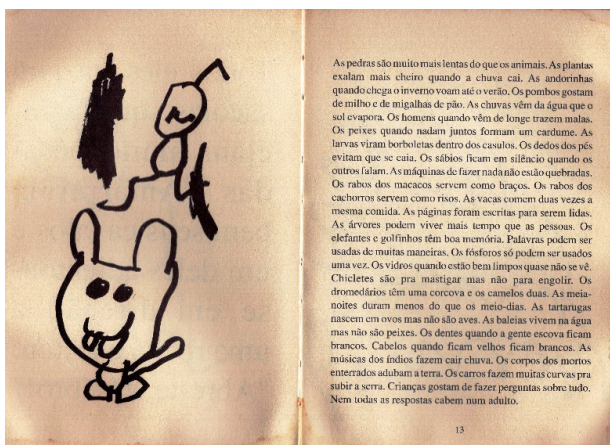 As pedras são muito mais lentas do que os animais. As plantas
exalam mais cheiro quando a chuva cai. As andorinhas
quando chega o inverno voam até o verão. Os pombos gostam
de milho e de migalhas de pão. As chuvas vêm da água que o
sol evapora. Os homens quando vêm de longe trazem malas.
Os peixes quando nadam juntos formam um cardume. As
larvas viram borboletas dentro dos casulos. Os dedos dos pés
evitam que se caia. Os sábios ficam em silêncio quando os
outros falam. As máquinas de fazer nada não estão quebradas.
Os rabos dos macacos servem como braços. Os rabos dos
cachorros servem como risos. As vacas comem duas vezes a
mesma comida. As páginas foram escritas para serem lidas.
As árvores podem viver mais tempo que as pessoas. Os
elefantes e golfinhos têm boa memória. Palavras podem ser
usadas de muitas maneiras. Os fósforos só podem ser usados
uma vez. Os vidros quando estão bem limpos quase não se vê.
Chicletes são pra mastigar mas não para engolir. Os
dromedários têm uma corcova e os camelos duas. As meia-
noites duram menos do que os meio-dias. As tartarugas
nascem em ovos mas não são aves. As baleias vivem na água
mas não são peixes. Os dentes quando a gente escova ficam
brancos. Cabelos quando ficam velhos ficam brancos. As
músicas dos índios fazem cair chuva. Os corpos dos mortos
enterrados adubam a terra. Os carros fazem muitas curvas pra
subir a serra. Crianças gostam de fazer perguntas sobre tudo.
Nem todas as respostas cabem num adulto.
13